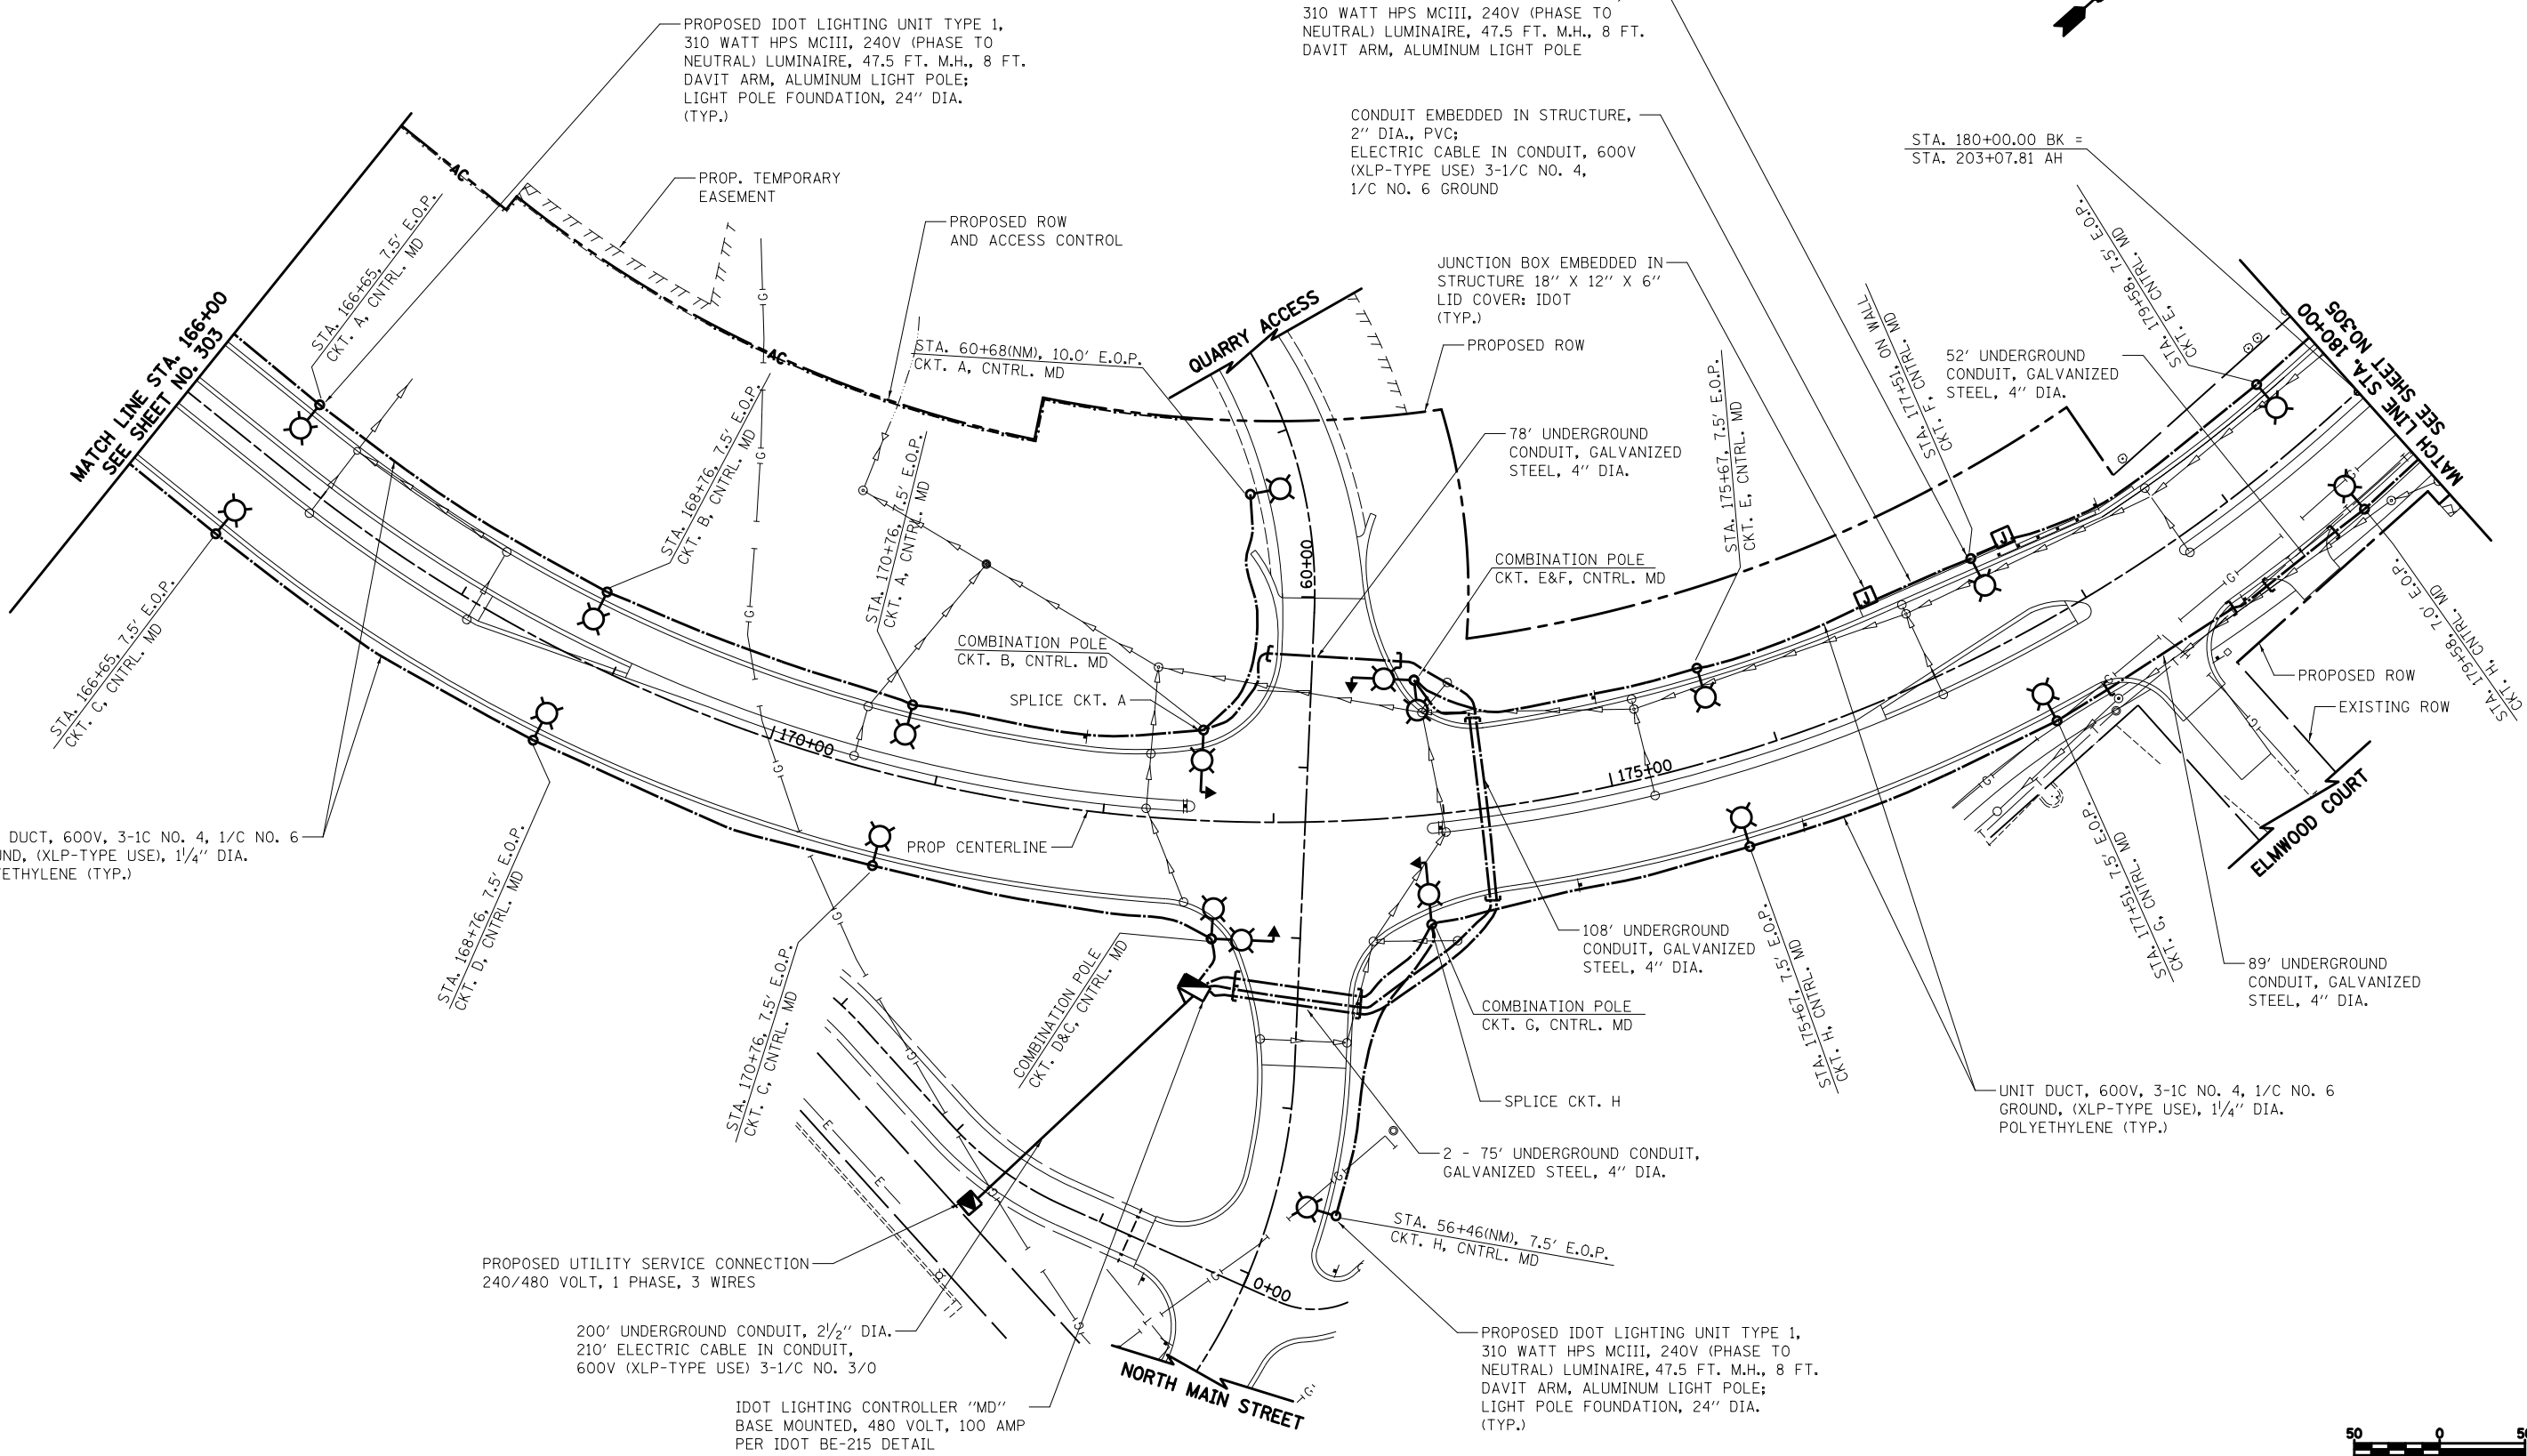 PROPOSED IDOT LIGHTING UNIT TYPE 1,
310 WATT HPS MCIII, 240V (PHASE TO
NEUTRAL) LUMINAIRE, 47.5 FT. M.H., 8 FT.
DAVIT ARM, ALUMINUM LIGHT POLE;
LIGHT POLE FOUNDATION, 24" DIA.
(TYP.)
310 WATT HPS MCIII, 240V (PHASE TO
NEUTRAL) LUMINAIRE, 47.5 FT. M.H., 8 FT.
DAVIT ARM, ALUMINUM LIGHT POLE
CONDUIT EMBEDDED IN STRUCTURE,
2" DIA., PVC;
ELECTRIC CABLE IN CONDUIT, 600V
(XLP-TYPE USE) 3-1/C NO. 4,
1/C NO. 6 GROUND
STA. 180+00.00 BK =
STA. 203+07.81 AH
AC
PROP. TEMPORARY
EASEMENT
PROPOSED ROW
AND ACCESS CONTROL
AC
STA. 166+65, 7.5' E.O.P.
CKT. A, CNTRL. MD
MATCH LINE STA. 166+00
SEE SHEET NO. 303
JUNCTION BOX EMBEDDED IN
STRUCTURE 18" X 12" X 6"
LID COVER: IDOT
(TYP.)
QUARRY ACCESS
PROPOSED ROW
STA. 60+68(NM), 10.0' E.O.P.
CKT. A, CNTRL. MD
STA. 168+76, 7.5' E.O.P.
CKT. B, CNTRL. MD
STA. 170+76, 7.5' E.O.P.
CKT. A, CNTRL. MD
STA. 175+67, 7.5' E.O.P.
CKT. E, CNTRL. MD
STA. 177+51, ON WALL
CKT. F, CNTRL. MD
STA. 179+58, 7.5' E.O.P.
CKT. E, CNTRL. MD
52' UNDERGROUND
CONDUIT, GALVANIZED
STEEL, 4" DIA.
MATCH LINE STA. 180+00
SEE SHEET NO.305
78' UNDERGROUND
CONDUIT, GALVANIZED
STEEL, 4" DIA.
COMBINATION POLE
CKT. E&F, CNTRL. MD
60+00
COMBINATION POLE
CKT. B, CNTRL. MD
SPLICE CKT. A
J
J
STA. 166+65, 7.5' E.O.P.
CKT. C, CNTRL. MD
170+00
175+00
PROP CENTERLINE
PROPOSED ROW
EXISTING ROW
ELMWOOD COURT
STA. 179+58, 7.0' E.O.P.
CKT. H, CNTRL. MD
DUCT, 600V, 3-1C NO. 4, 1/C NO. 6
UND, (XLP-TYPE USE), 1 1/4" DIA.
ETHYLENE (TYP.)
STA. 168+76, 7.5' E.O.P.
CKT. D, CNTRL. MD
STA. 170+76, 7.5' E.O.P.
CKT. C, CNTRL. MD
COMBINATION POLE
CKT. D&C, CNTRL. MD
108' UNDERGROUND
CONDUIT, GALVANIZED
STEEL, 4" DIA.
STA. 175+67, 7.5' E.O.P.
CKT. H, CNTRL. MD
STA. 177+51, 7.5' E.O.P.
CKT. G, CNTRL. MD
89' UNDERGROUND
CONDUIT, GALVANIZED
STEEL, 4" DIA.
COMBINATION POLE
CKT. G, CNTRL. MD
SPLICE CKT. H
UNIT DUCT, 600V, 3-1C NO. 4, 1/C NO. 6
GROUND, (XLP-TYPE USE), 1 1/4" DIA.
POLYETHYLENE (TYP.)
2 - 75' UNDERGROUND CONDUIT,
GALVANIZED STEEL, 4" DIA.
STA. 56+46(NM), 7.5' E.O.P.
CKT. H, CNTRL. MD
PROPOSED UTILITY SERVICE CONNECTION
240/480 VOLT, 1 PHASE, 3 WIRES
0+00
200' UNDERGROUND CONDUIT, 2 1/2" DIA.
210' ELECTRIC CABLE IN CONDUIT,
600V (XLP-TYPE USE) 3-1/C NO. 3/0
NORTH MAIN STREET
IDOT LIGHTING CONTROLLER "MD"
BASE MOUNTED, 480 VOLT, 100 AMP
PER IDOT BE-215 DETAIL
PROPOSED IDOT LIGHTING UNIT TYPE 1,
310 WATT HPS MCIII, 240V (PHASE TO
NEUTRAL) LUMINAIRE, 47.5 FT. M.H., 8 FT.
DAVIT ARM, ALUMINUM LIGHT POLE;
LIGHT POLE FOUNDATION, 24" DIA.
(TYP.)
50 0